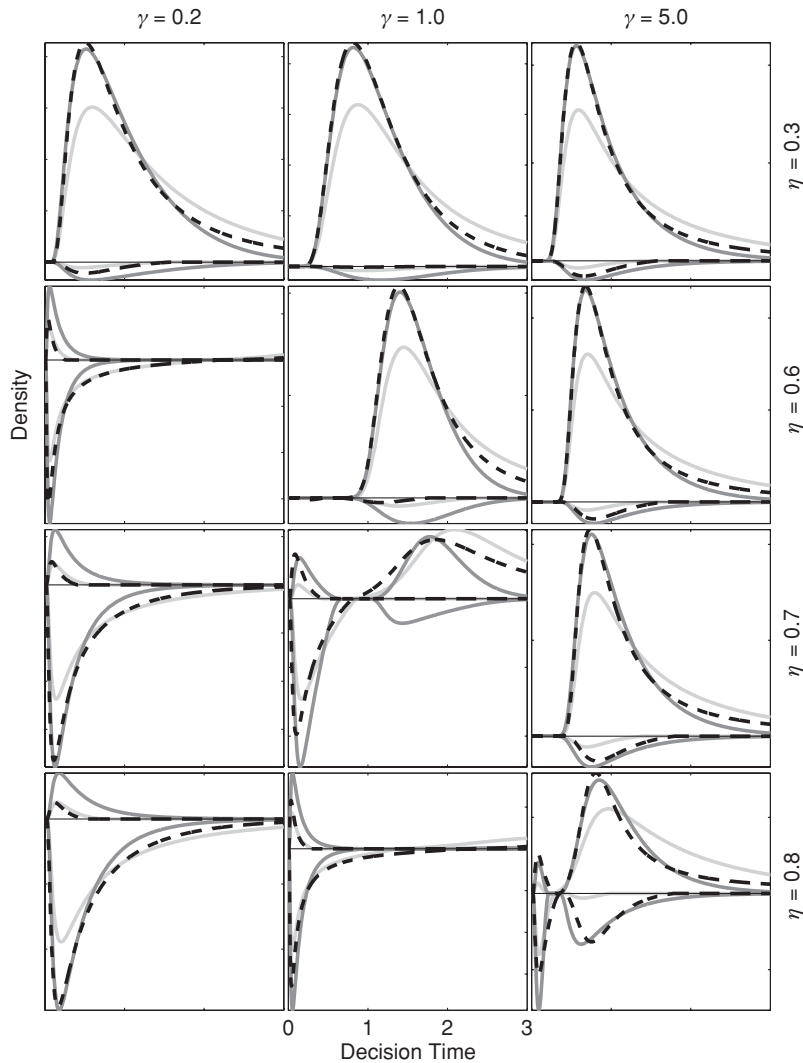 γ = 0.2
γ = 1.0
γ = 5.0
η = 0.3
η = 0.6
η = 0.7
η = 0.8
Density
0
1
2
3
Decision Time